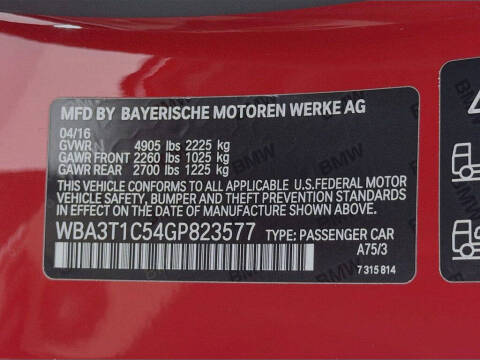 MFD BY BAYERISCHE MOTOREN WERKE AG
04/16
GVWR 4905 lbs 2225 kg
GAWR FRONT 2260 lbs 1025 kg
GAWR REAR 2700 lbs 1225 kg
THIS VEHICLE CONFORMS TO ALL APPLICABLE U.S.FEDERAL MOTOR
VEHICLE SAFETY, BUMPER AND THEFT PREVENTION STANDARDS
IN EFFECT ON THE DATE OF MANUFACTURE SHOWN ABOVE.
WBA3T1C54GP823577 TYPE: PASSENGER CAR
A75/3
7 315 814